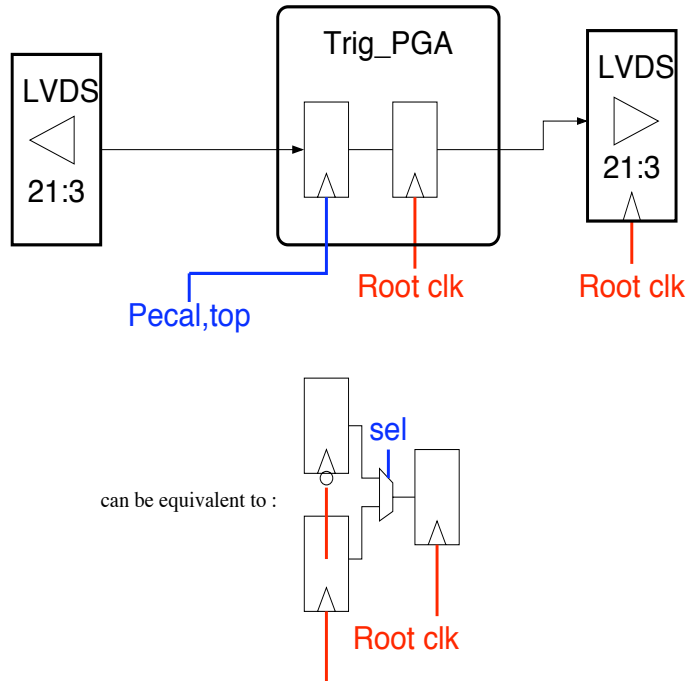 Trig_PGA
LVDS
21:3
LVDS
21:3
Pecal,top
Root clk
Root clk
sel
can be equivalent to :
Root clk